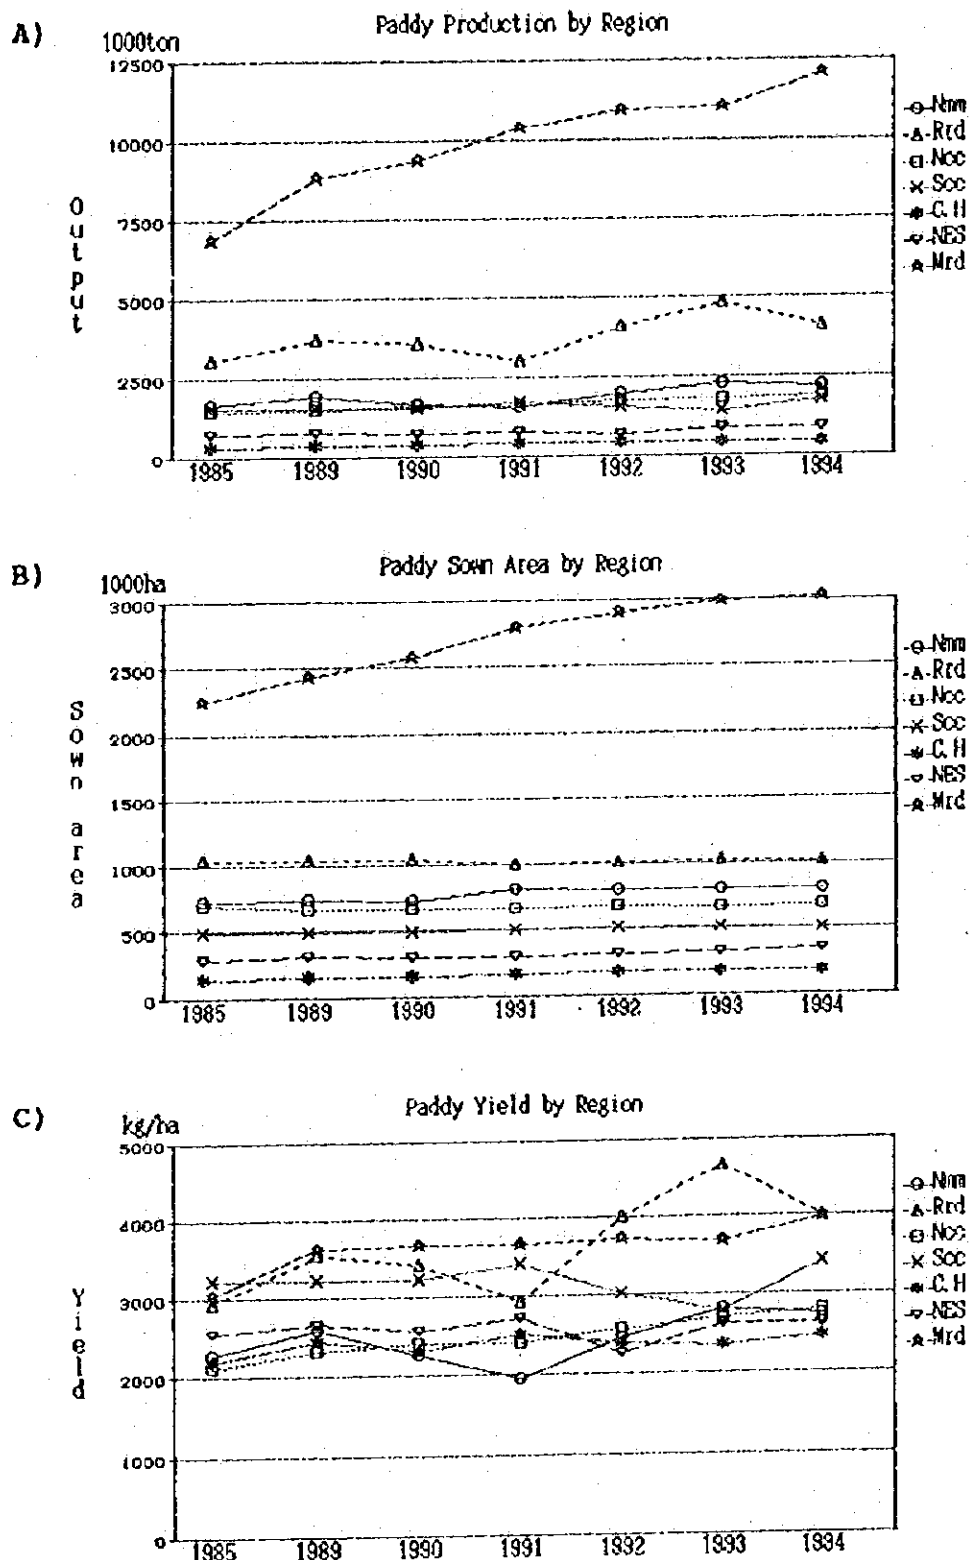 A)
Paddy Production by Region
1000ton
12500
10000
7500
5000
2500
0
Output
1985
1989
1990
1991
1992
1993
1994
Nmm
Rrd
Ncc
Scc
C.H
NES
Mrd
B)
Paddy Sown Area by Region
1000ha
3000
2500
2000
1500
1000
500
0
Sown area
1985
1989
1990
1991
1992
1993
1994
Nmm
Rrd
Ncc
Scc
C.H
NES
Mrd
C)
Paddy Yield by Region
kg/ha
5000
4000
3000
2000
1000
0
Yield
1985
1989
1990
1991
1992
1993
1994
Nmm
Rrd
Ncc
Scc
C.H
NES
Mrd